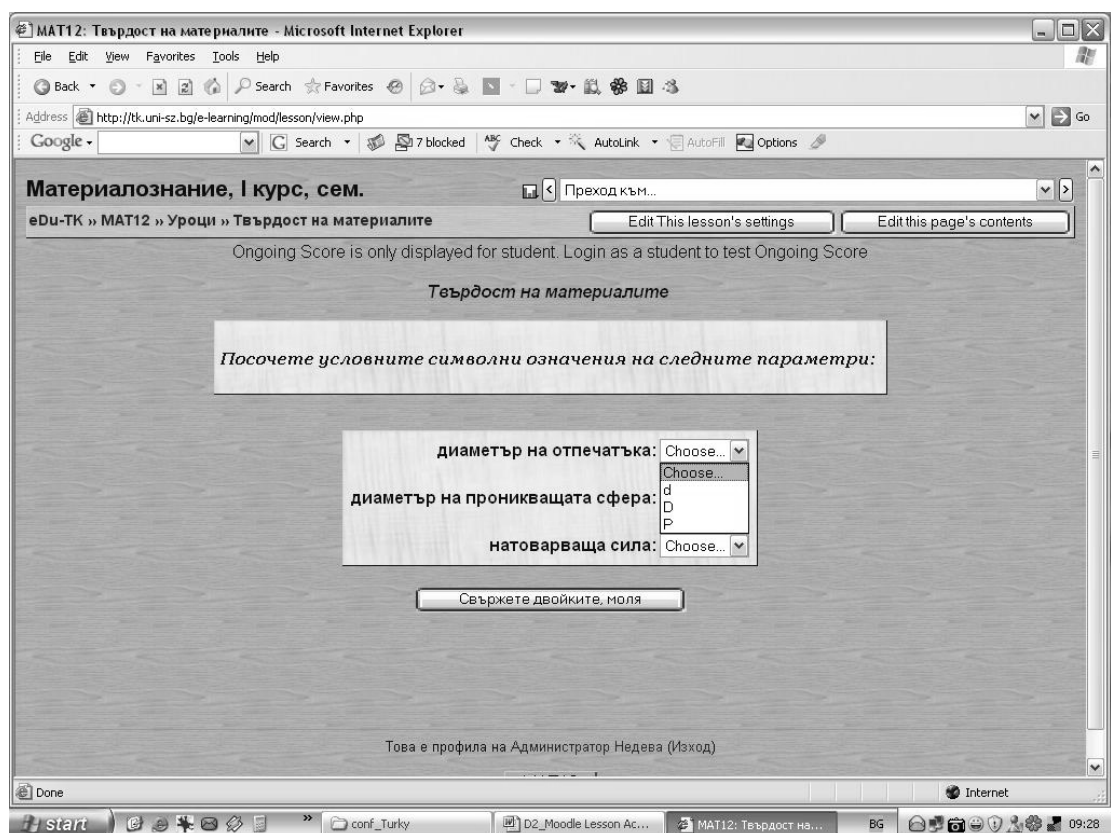 MAT12: Твърдост на материалите - Microsoft Internet Explorer
File Edit View Favorites Tools Help
Back Search Favorites
Address http://tk.uni-sz.bg/e-learning/mod/lesson/view.php Go
Google Search 7 blocked Check AutoLink AutoFill Options
Материалознание, I курс, сем. < Преход към... >
eDu-TK » MAT12 » Уроци » Твърдост на материалите Edit This lesson's settings Edit this page's contents
Ongoing Score is only displayed for student. Login as a student to test Ongoing Score
Твърдост на материалите
Посочете условните символни означения на следните параметри:
диаметър на отпечатъка: Choose...
Choose...
d
диаметър на проникващата сфера:
D
P
натоварваща сила: Choose...
Свържете двойките, моля
Това е профила на Администратор Недева (Изход)
Done Internet
start » conf_Turky D2_Moodle Lesson Ac... MAT12: Твърдост на... BG 09:28